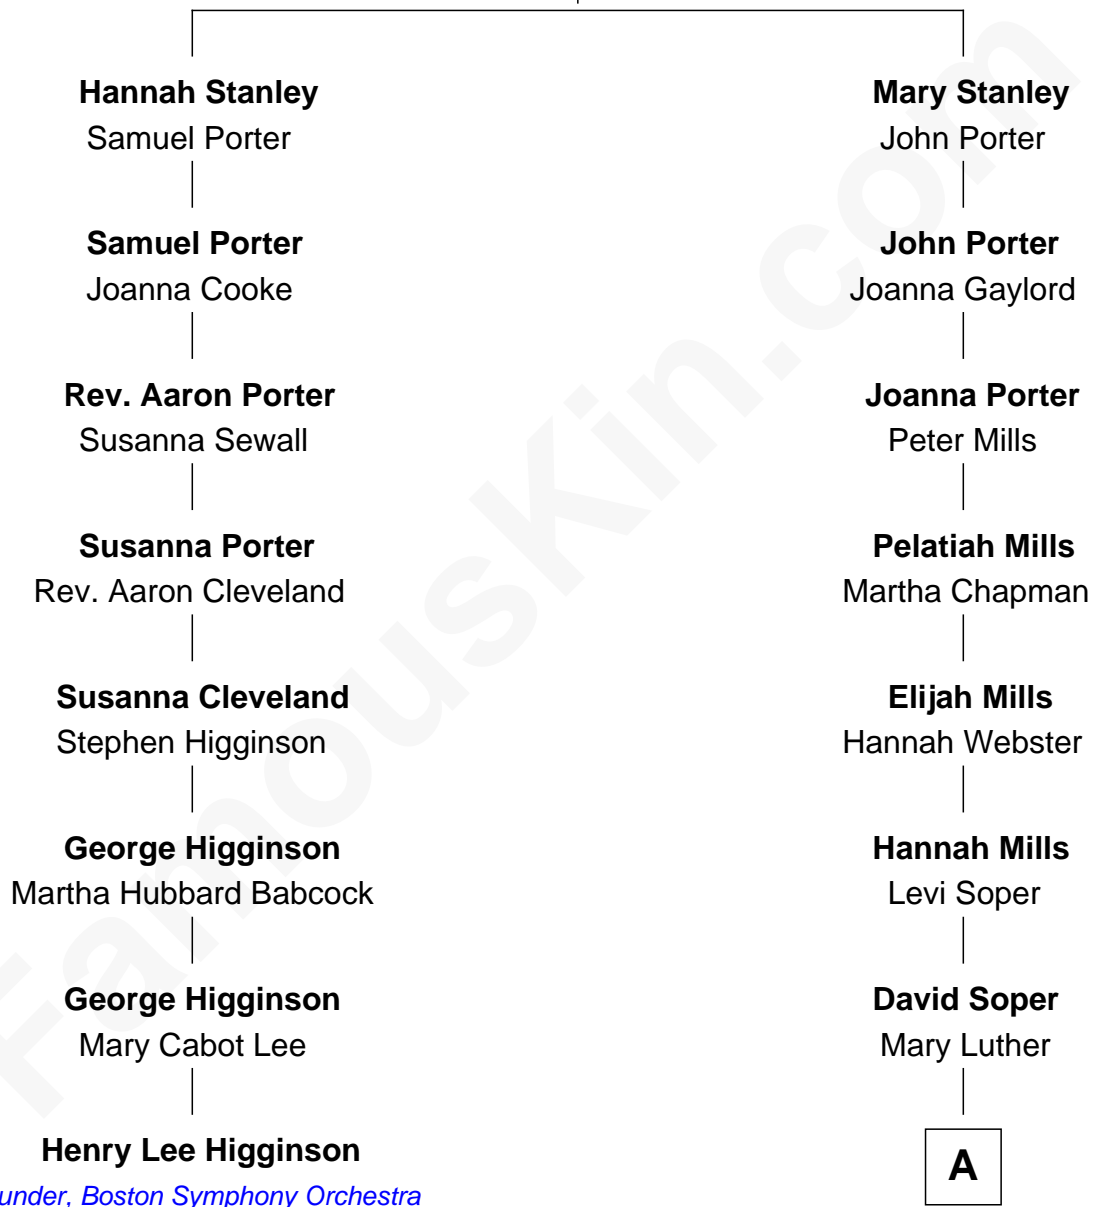 Hannah Stanley
Samuel Porter
Samuel Porter
Joanna Cooke
Rev. Aaron Porter
Susanna Sewall
Susanna Porter
Rev. Aaron Cleveland
Susanna Cleveland
Stephen Higginson
George Higginson
Martha Hubbard Babcock
George Higginson
Mary Cabot Lee
Henry Lee Higginson
under, Boston Symphony Orchestra
Mary Stanley
John Porter
John Porter
Joanna Gaylord
Joanna Porter
Peter Mills
Pelatiah Mills
Martha Chapman
Elijah Mills
Hannah Webster
Hannah Mills
Levi Soper
David Soper
Mary Luther
A
FamousKin.com